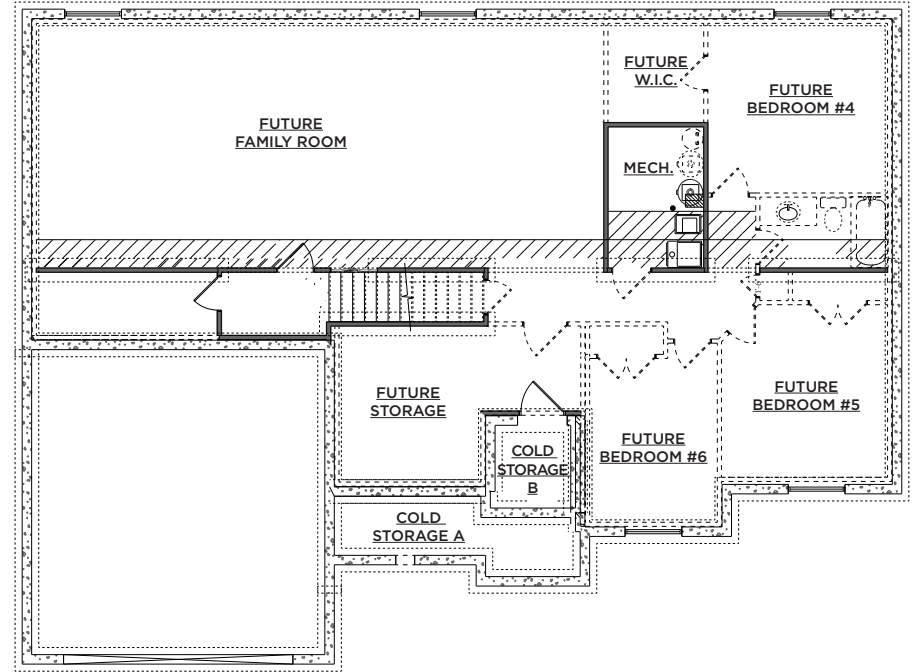 FUTURE
W.I.C.
FUTURE
BEDROOM #4
FUTURE
FAMILY ROOM
MECH.
FUTURE
STORAGE
FUTURE
BEDROOM #5
FUTURE
BEDROOM #6
COLD
STORAGE
B
COLD
STORAGE A